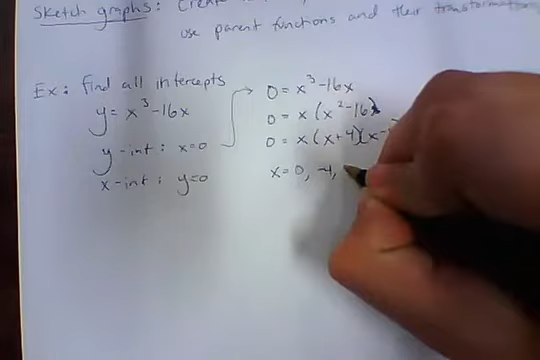 Sketch graphs: Create
use parent functions and their transformations
Ex: find all intercepts
y = x³ -16x
y-int: x=0
x-int: y=0
0 = x³ -16x
0 = x(x² -16)
0 = x(x+4)(x-
x=0, -4,